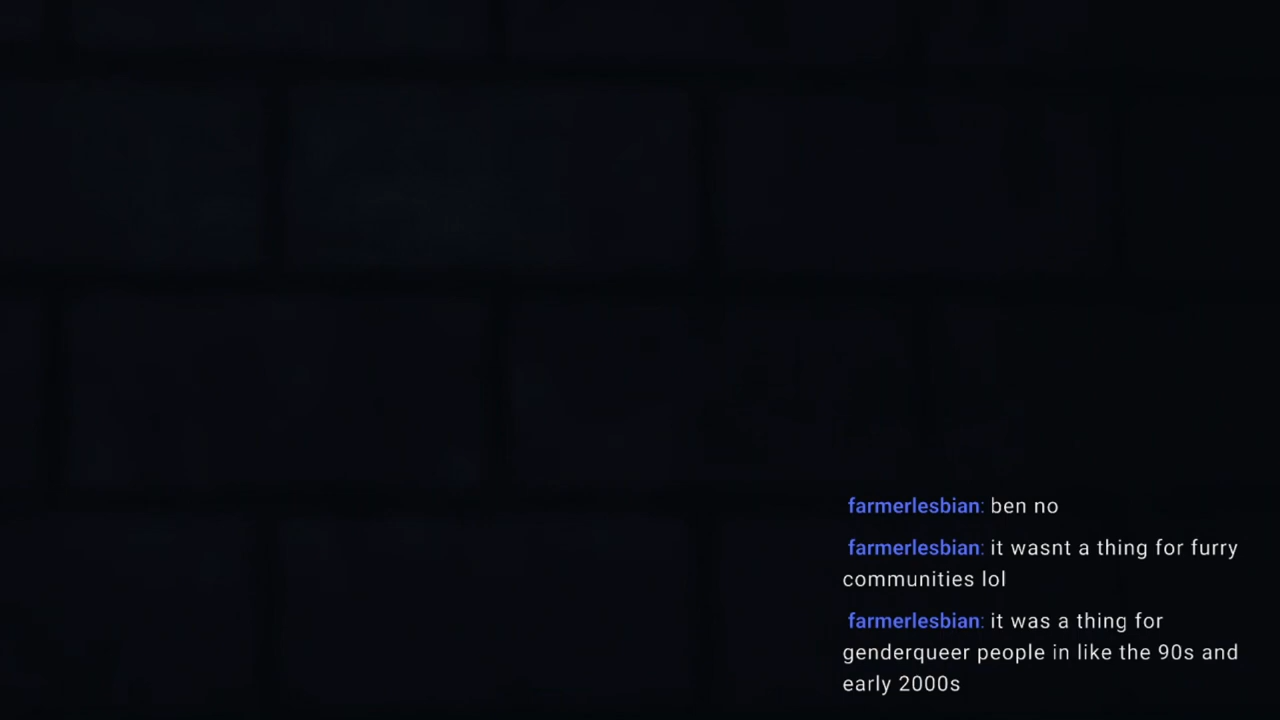 farmerlesbian: ben no
farmerlesbian: it wasnt a thing for furry
communities lol
farmerlesbian: it was a thing for
genderqueer people in like the 90s and
early 2000s